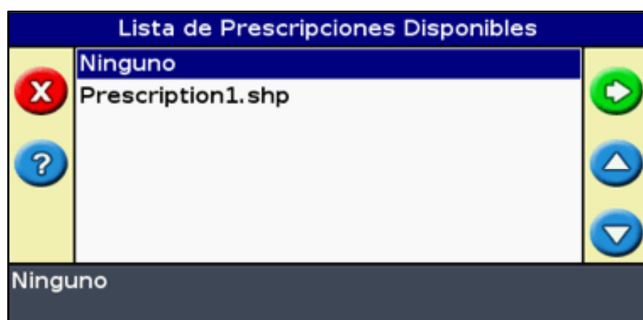 Lista de Prescripciones Disponibles
Ninguno
Prescription1.shp
X
?
Ninguno